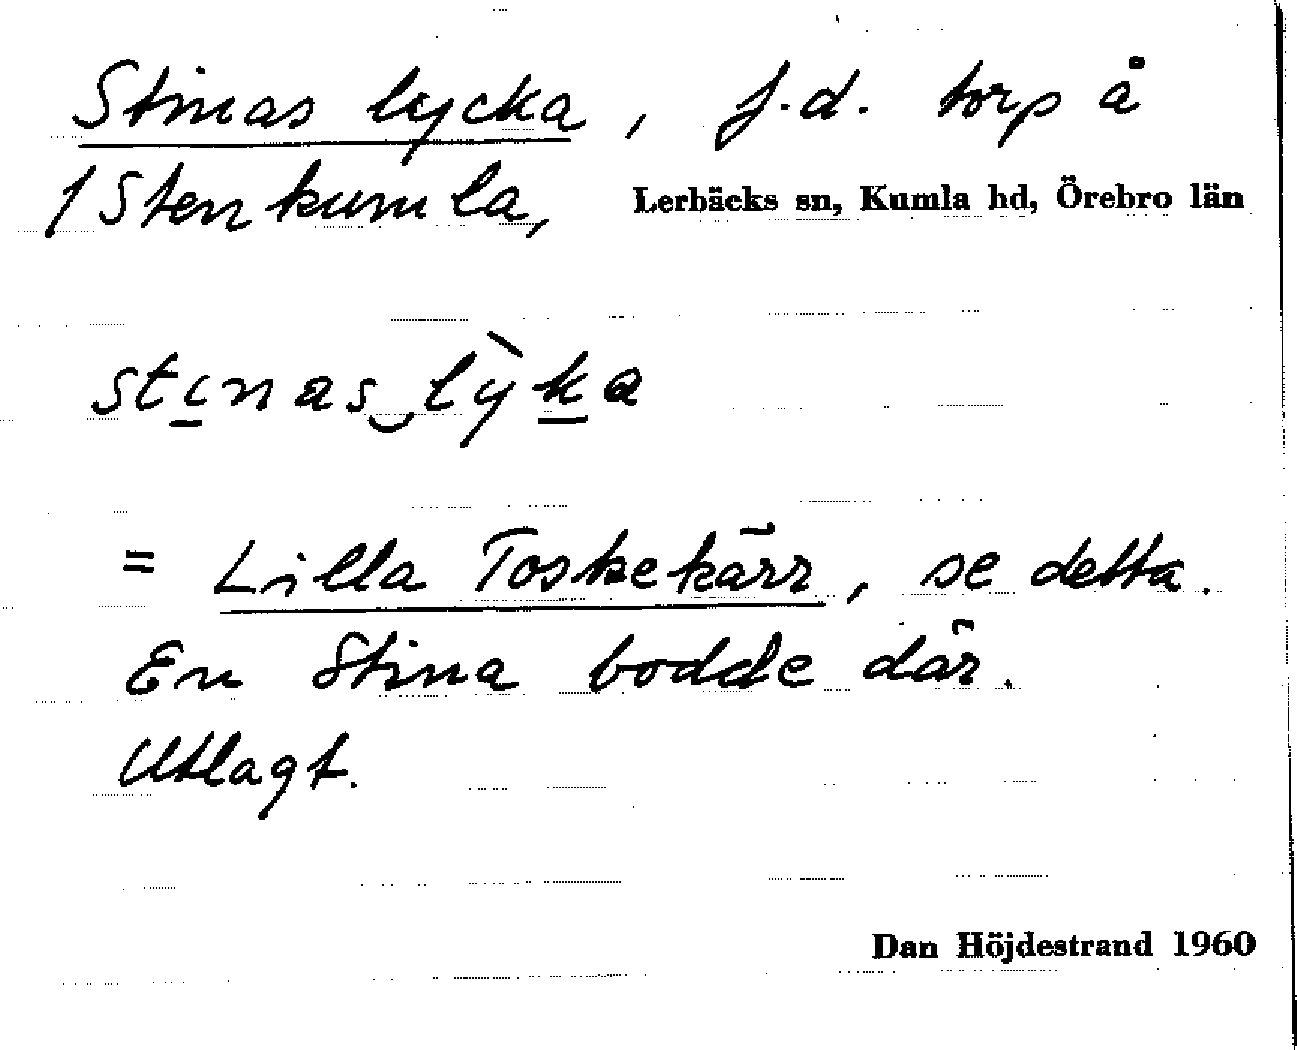 Stinas lycka, f.d. torp å
1 Stenkumla, Lerbäcks sn, Kumla hd, Örebro län
stinas‿lỳka
= Lilla Toskekärr, se detta.
En Stina bodde där.
Utlagt.
Dan Höjdestrand 1960